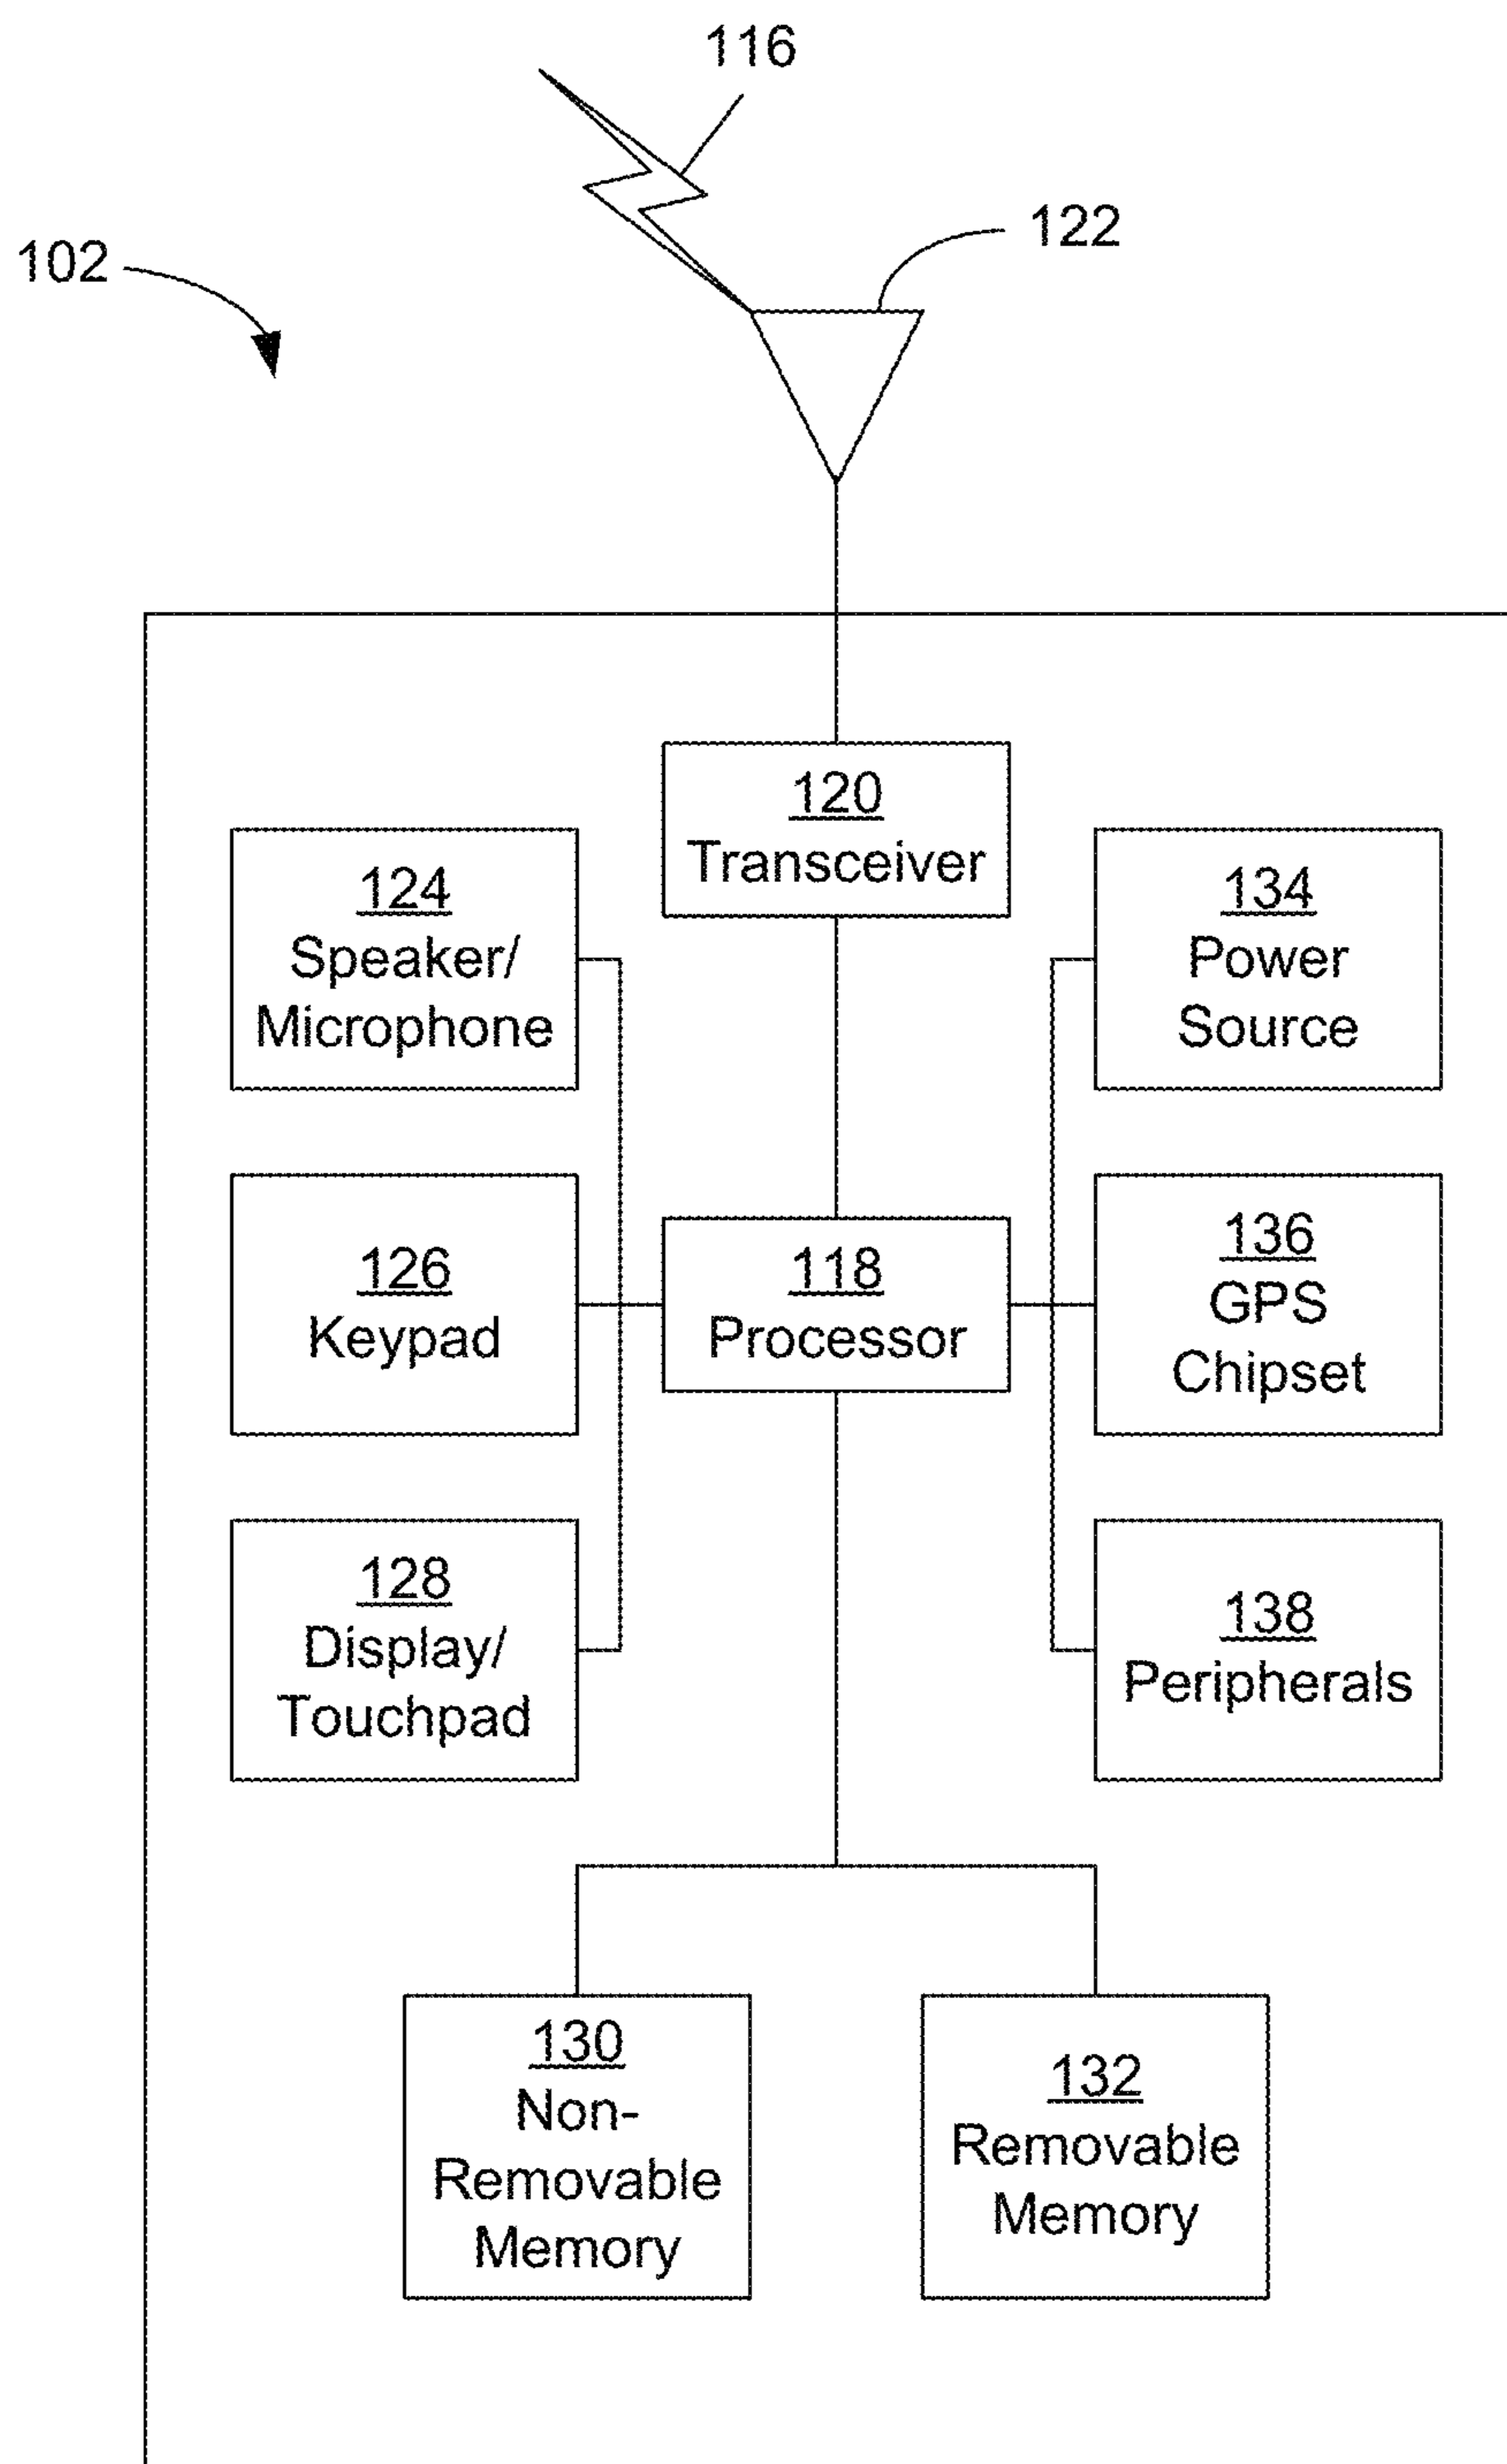 116
122
102
120
Transceiver
124
Speaker/
Microphone
134
Power
Source
126
Keypad
118
Processor
136
GPS
Chipset
128
Display/
Touchpad
138
Peripherals
130
Non-
Removable
Memory
132
Removable
Memory